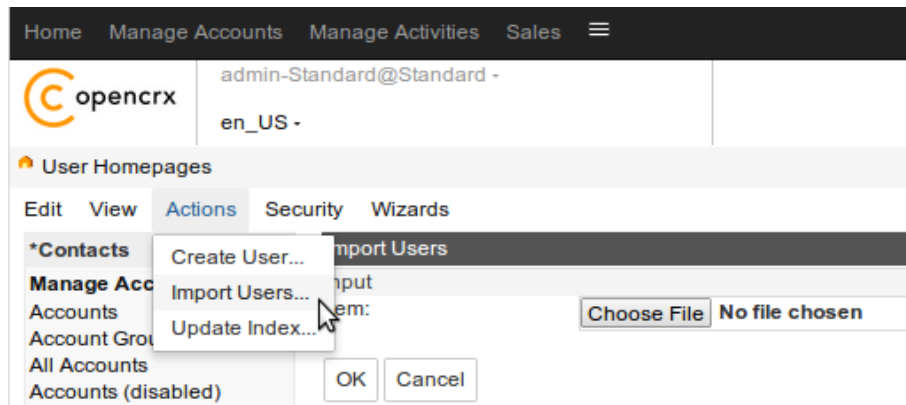 Home Manage Accounts Manage Activities Sales
opencrx
admin-Standard@Standard -
en_US -
User Homepages
Edit View Actions Security Wizards
*Contacts
Manage Acc
Accounts
Account Grou
All Accounts
Accounts (disabled)
Create User...
Import Users...
Update Index...
mport Users
nput
em:
Choose File No file chosen
OK Cancel